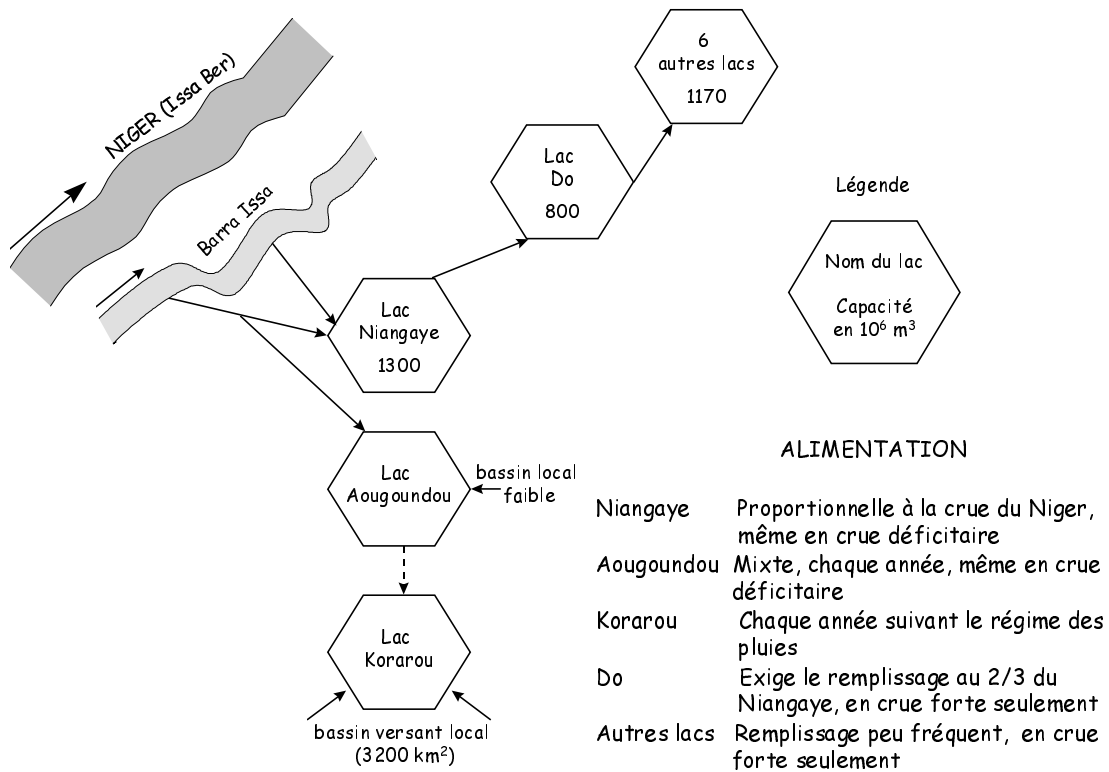 NIGER (Issa Ber)
Barra Issa
6
autres lacs
1170
Lac
Do
800
Lac
Niangaye
1300
Lac
Aougoundou
bassin local
faible
Lac
Korarou
bassin versant local
(3200 km²)
Légende
Nom du lac
Capacité
en 10⁶ m³
ALIMENTATION
Niangaye Proportionnelle à la crue du Niger,
même en crue déficitaire
Aougoundou Mixte, chaque année, même en crue
déficitaire
Korarou Chaque année suivant le régime des
pluies
Do Exige le remplissage au 2/3 du
Niangaye, en crue forte seulement
Autres lacs Remplissage peu fréquent, en crue
forte seulement